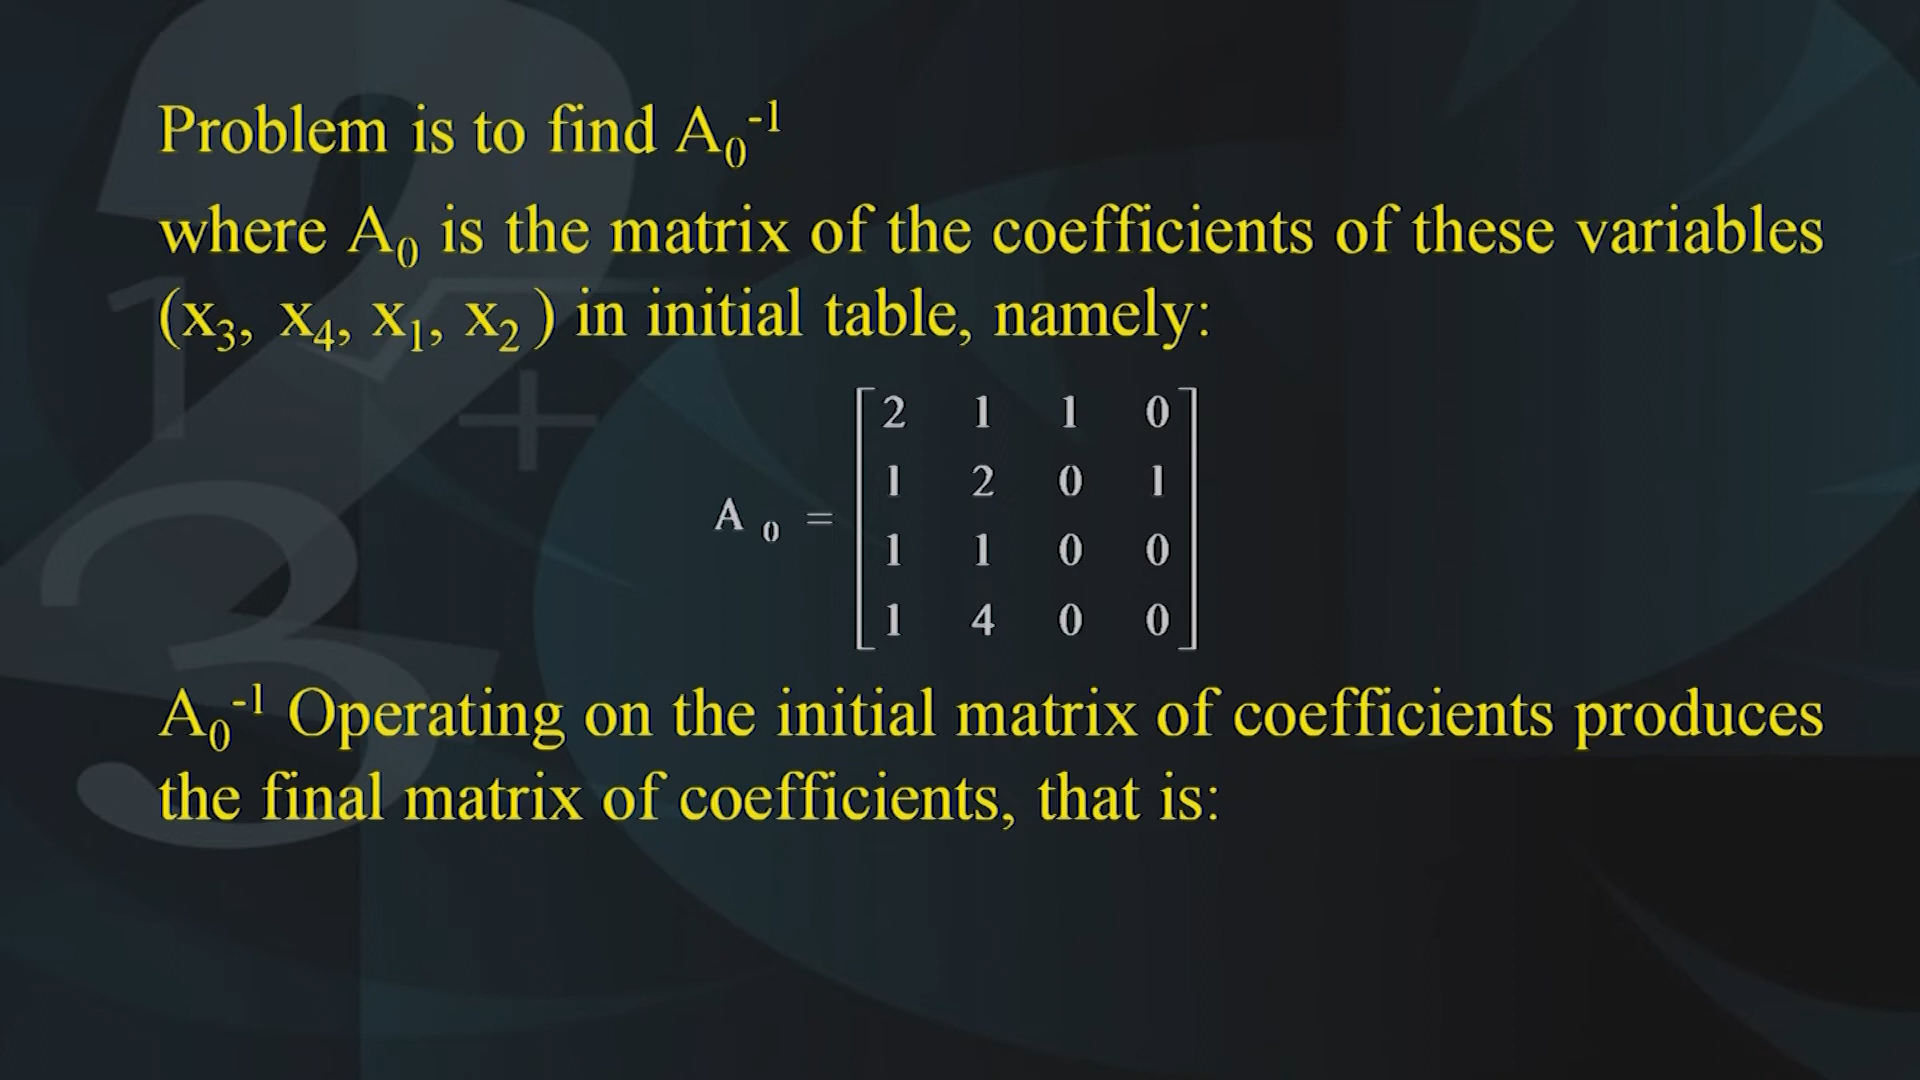 Problem is to find A₀⁻¹
where A₀ is the matrix of the coefficients of these variables
(x₃, x₄, x₁, x₂ ) in initial table, namely:
2 1 1 0
1 2 0 1
A ₀ =
1 1 0 0
1 4 0 0
A₀⁻¹ Operating on the initial matrix of coefficients produces
the final matrix of coefficients, that is: